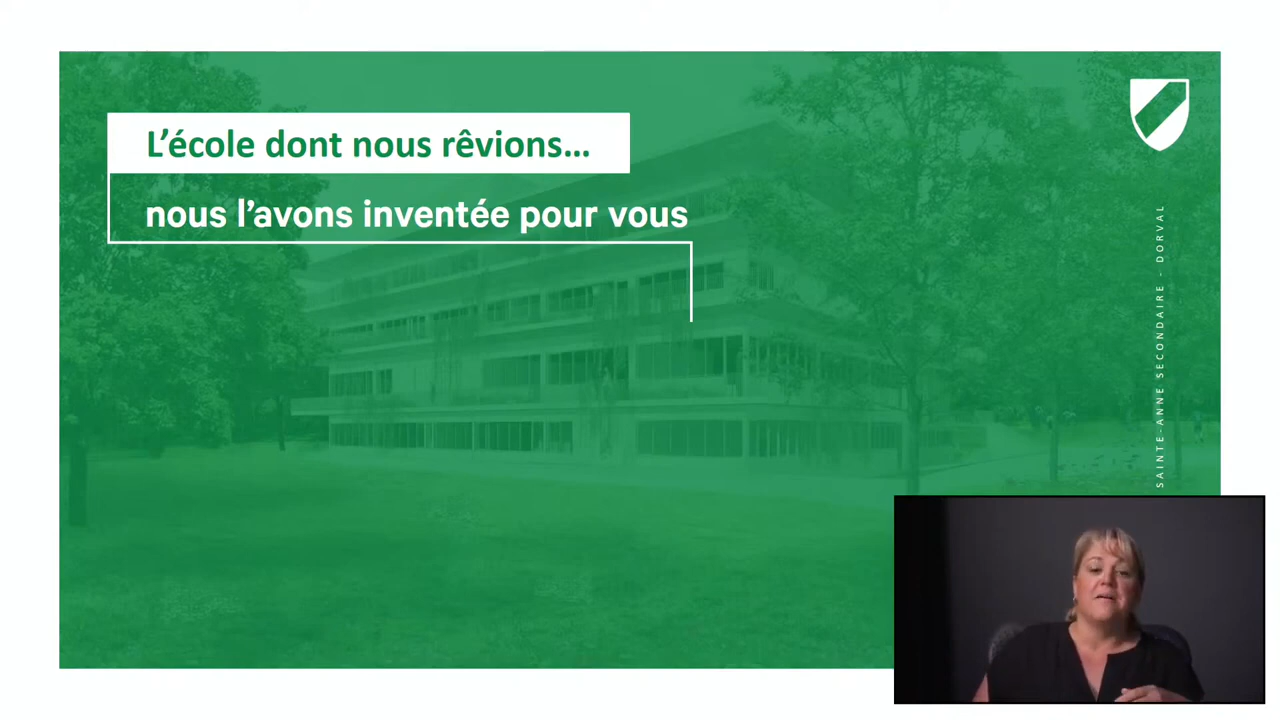 L'école dont nous rêvions...
nous l'avons inventée pour vous
SAINTE-ANNE SECONDAIRE - DORVAL